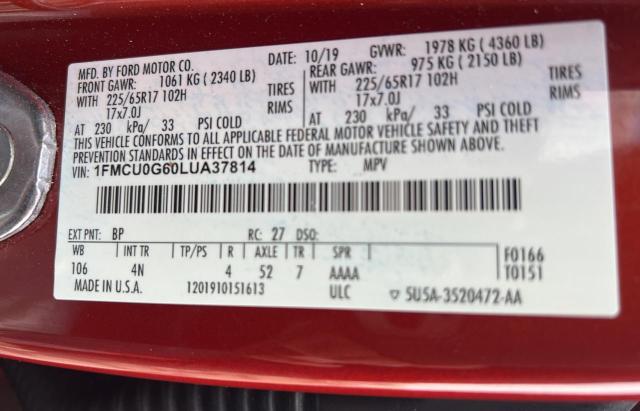 MFD. BY FORD MOTOR CO. 10/19 GVWR: 1978 KG ( 4360 LB)
FRONT GAWR: 1061 KG ( 2340 LB) REAR GAWR: 975 KG ( 2150 LB)
WITH 225/65R17 102H TIRES WITH 225/65R17 102H TIRES
17x7.0J RIMS 17x7.0J RIMS
AT 230 kPa/ 33 PSI COLD AT 230 kPa/ 33 PSI COLD
THIS VEHICLE CONFORMS TO ALL APPLICABLE FEDERAL MOTOR VEHICLE SAFETY AND THEFT
PREVENTION STANDARDS IN EFFECT ON THE DATE OF MANUFACTURE SHOWN ABOVE.
VIN: 1FMCU0G60LUA37814 TYPE: MPV
EXT PNT: BP RC: 27 DSO:
WB INT TR TP/PS R AXLE TR SPR F0166
106 4N 4 52 7 AAAA T0151
MADE IN U.S.A. 1201910151613 ULC ▽ 5U5A-3520472-AA